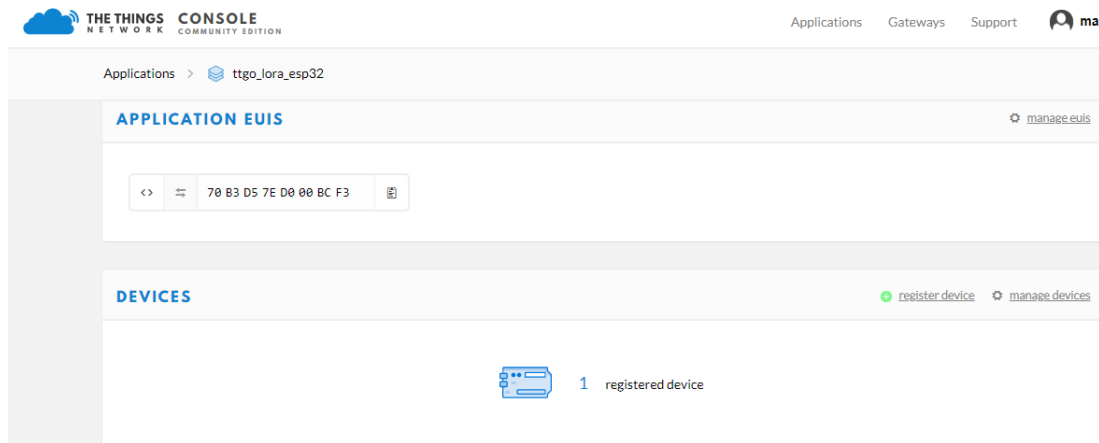 THE THINGS NETWORK CONSOLE COMMUNITY EDITION
Applications Gateways Support ma
Applications > ttgo_lora_esp32
APPLICATION EUIS
manage euis
<> 70 B3 D5 7E D0 00 BC F3
DEVICES
register device manage devices
1 registered device